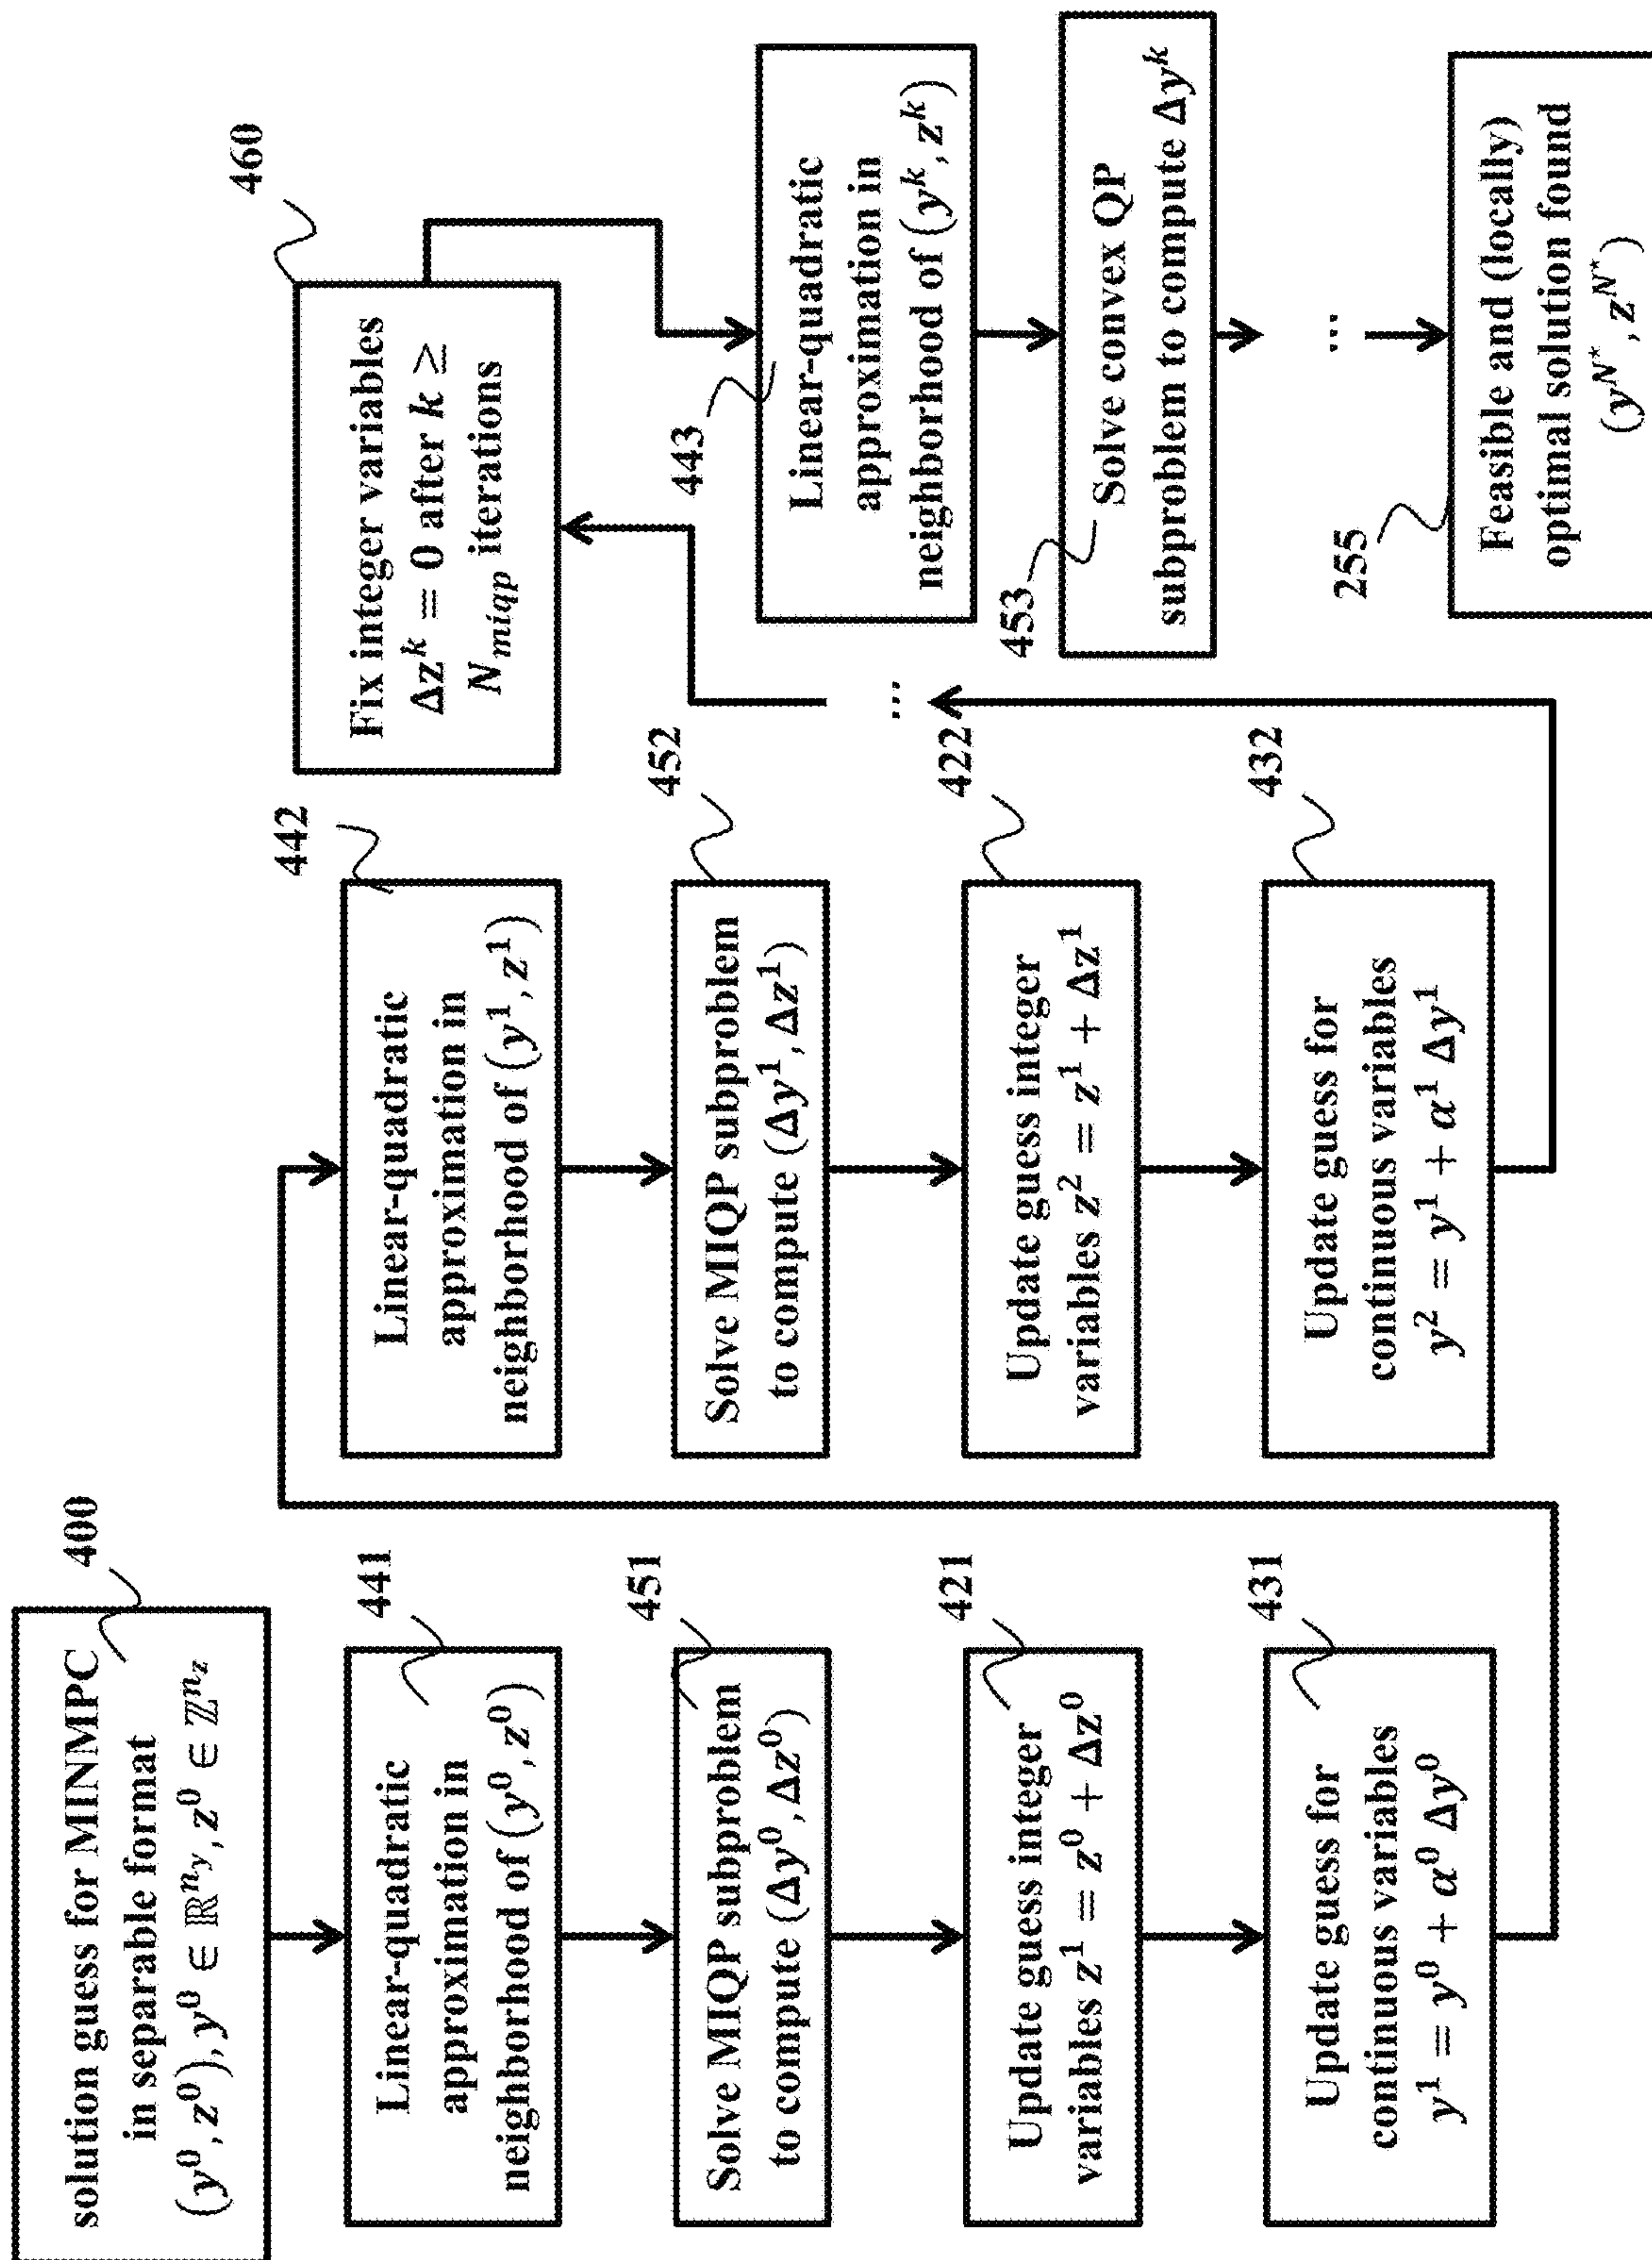 400
solution guess for MINMPC
in separable format
(y⁰, z⁰), y⁰ ∈ ℝ^{n_y}, z⁰ ∈ ℤ^{n_z}
441
Linear-quadratic
approximation in
neighborhood of (y⁰, z⁰)
451
Solve MIQP subproblem
to compute (Δy⁰, Δz⁰)
421
Update guess integer
variables z¹ = z⁰ + Δz⁰
431
Update guess for
continuous variables
y¹ = y⁰ + α⁰ Δy⁰
442
Linear-quadratic
approximation in
neighborhood of (y¹, z¹)
452
Solve MIQP subproblem
to compute (Δy¹, Δz¹)
422
Update guess integer
variables z² = z¹ + Δz¹
432
Update guess for
continuous variables
y² = y¹ + α¹ Δy¹
...
460
Fix integer variables
Δz^k = 0 after k ≥
N_{miqp} iterations
443
Linear-quadratic
approximation in
neighborhood of (y^k, z^k)
453
Solve convex QP
subproblem to compute Δy^k
...
255
Feasible and (locally)
optimal solution found
(y^{N*}, z^{N*})